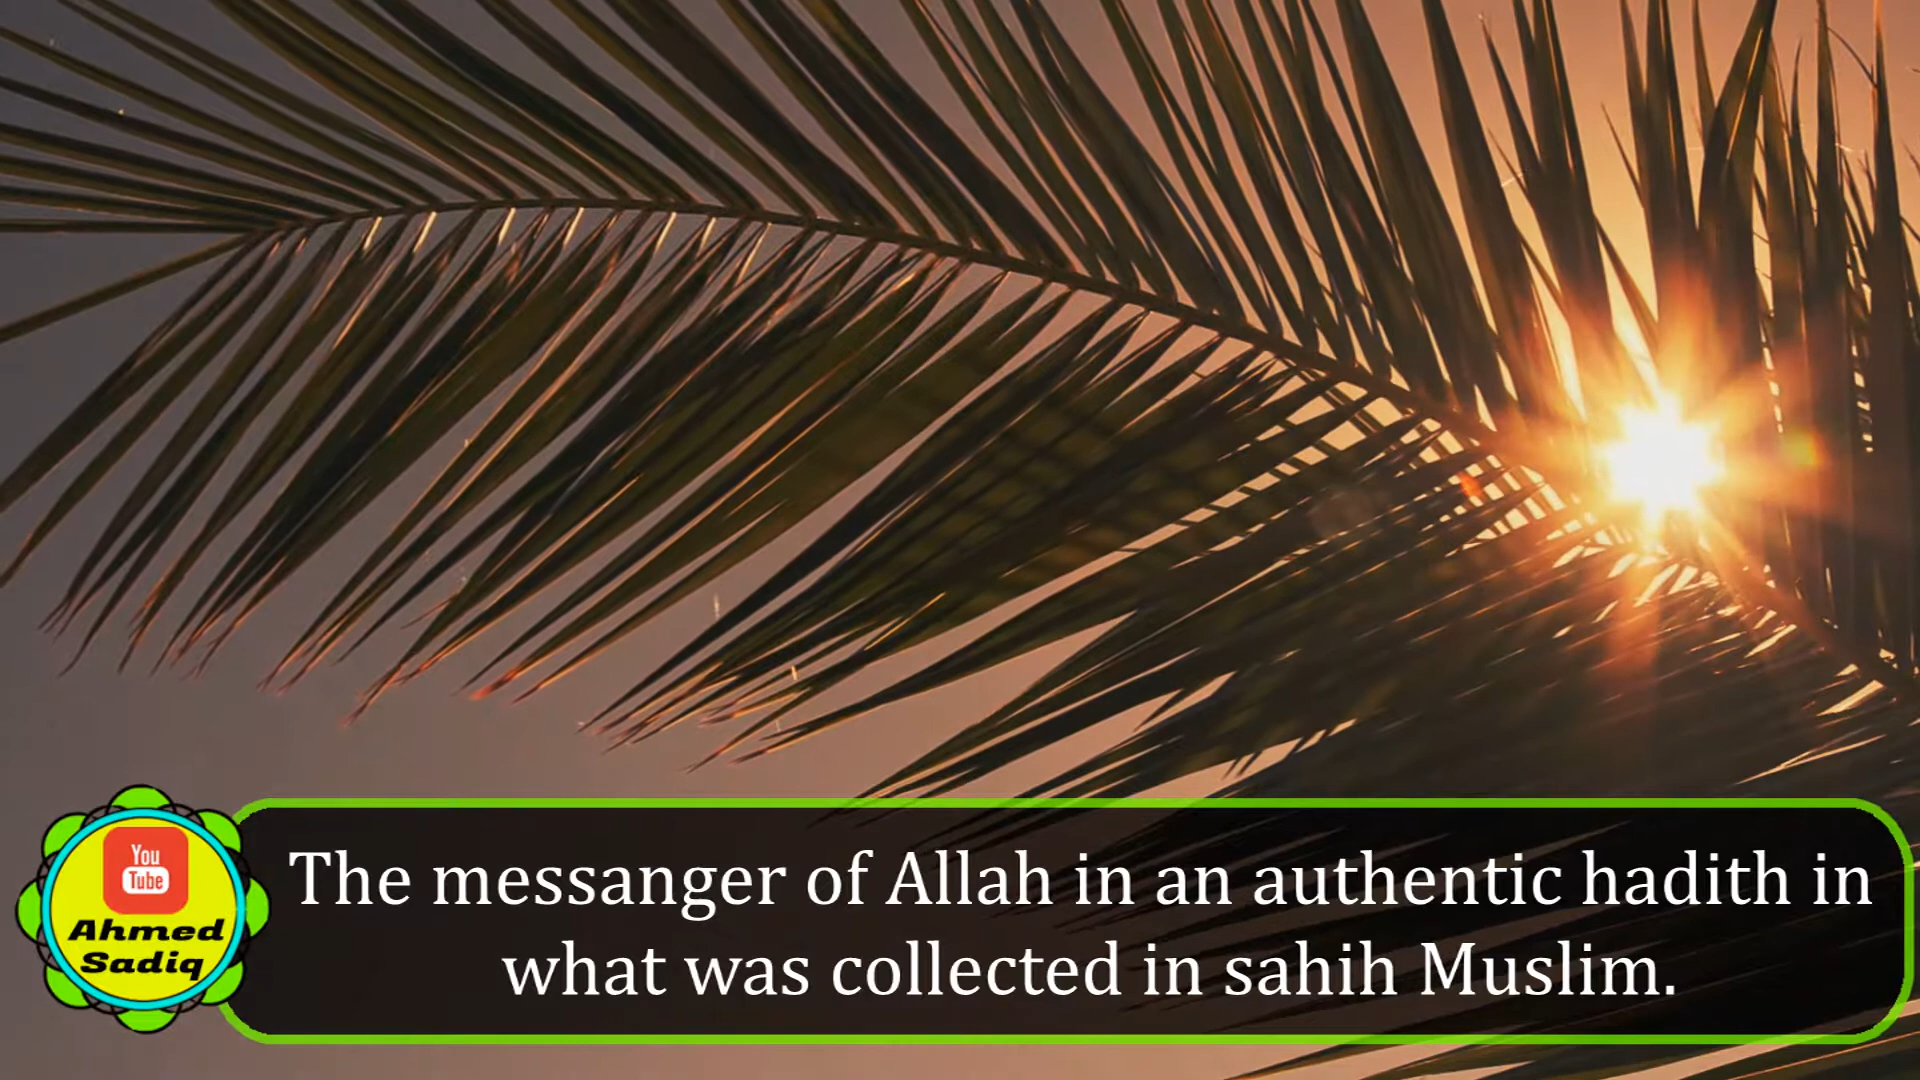 You
Tube
Ahmed
Sadiq
The messanger of Allah in an authentic hadith in
what was collected in sahih Muslim.